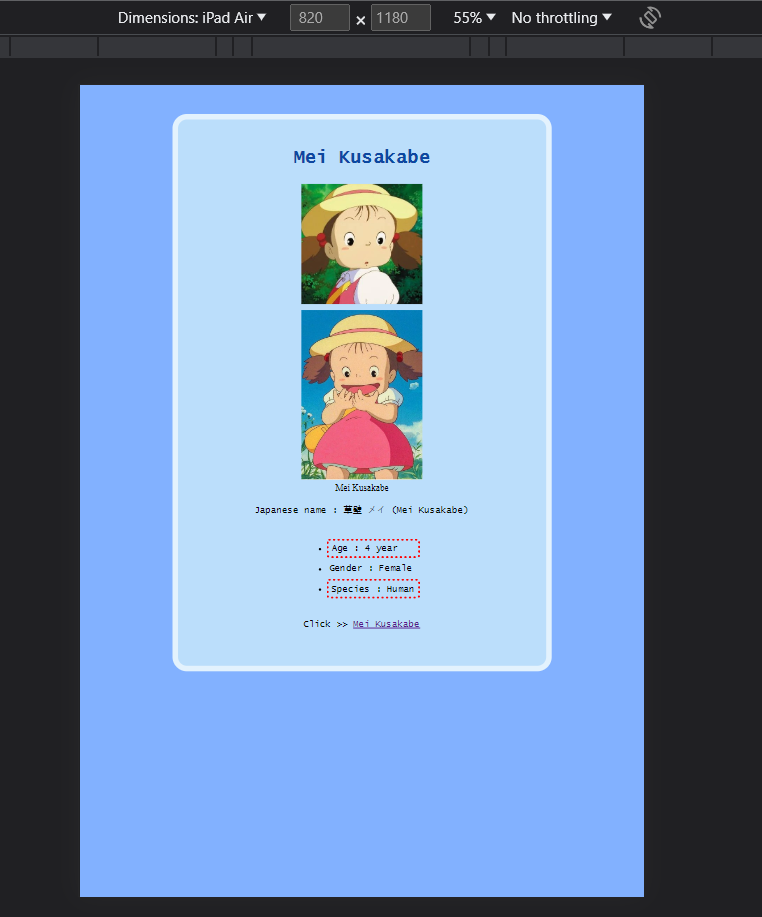 Dimensions: iPad Air ▼ 820 × 1180 55% ▼ No throttling ▼
Mei Kusakabe
Mei Kusakabe
Japanese name : 草壁 メイ (Mei Kusakabe)
• Age : 4 year
• Gender : Female
• Species : Human
Click >> Mei Kusakabe